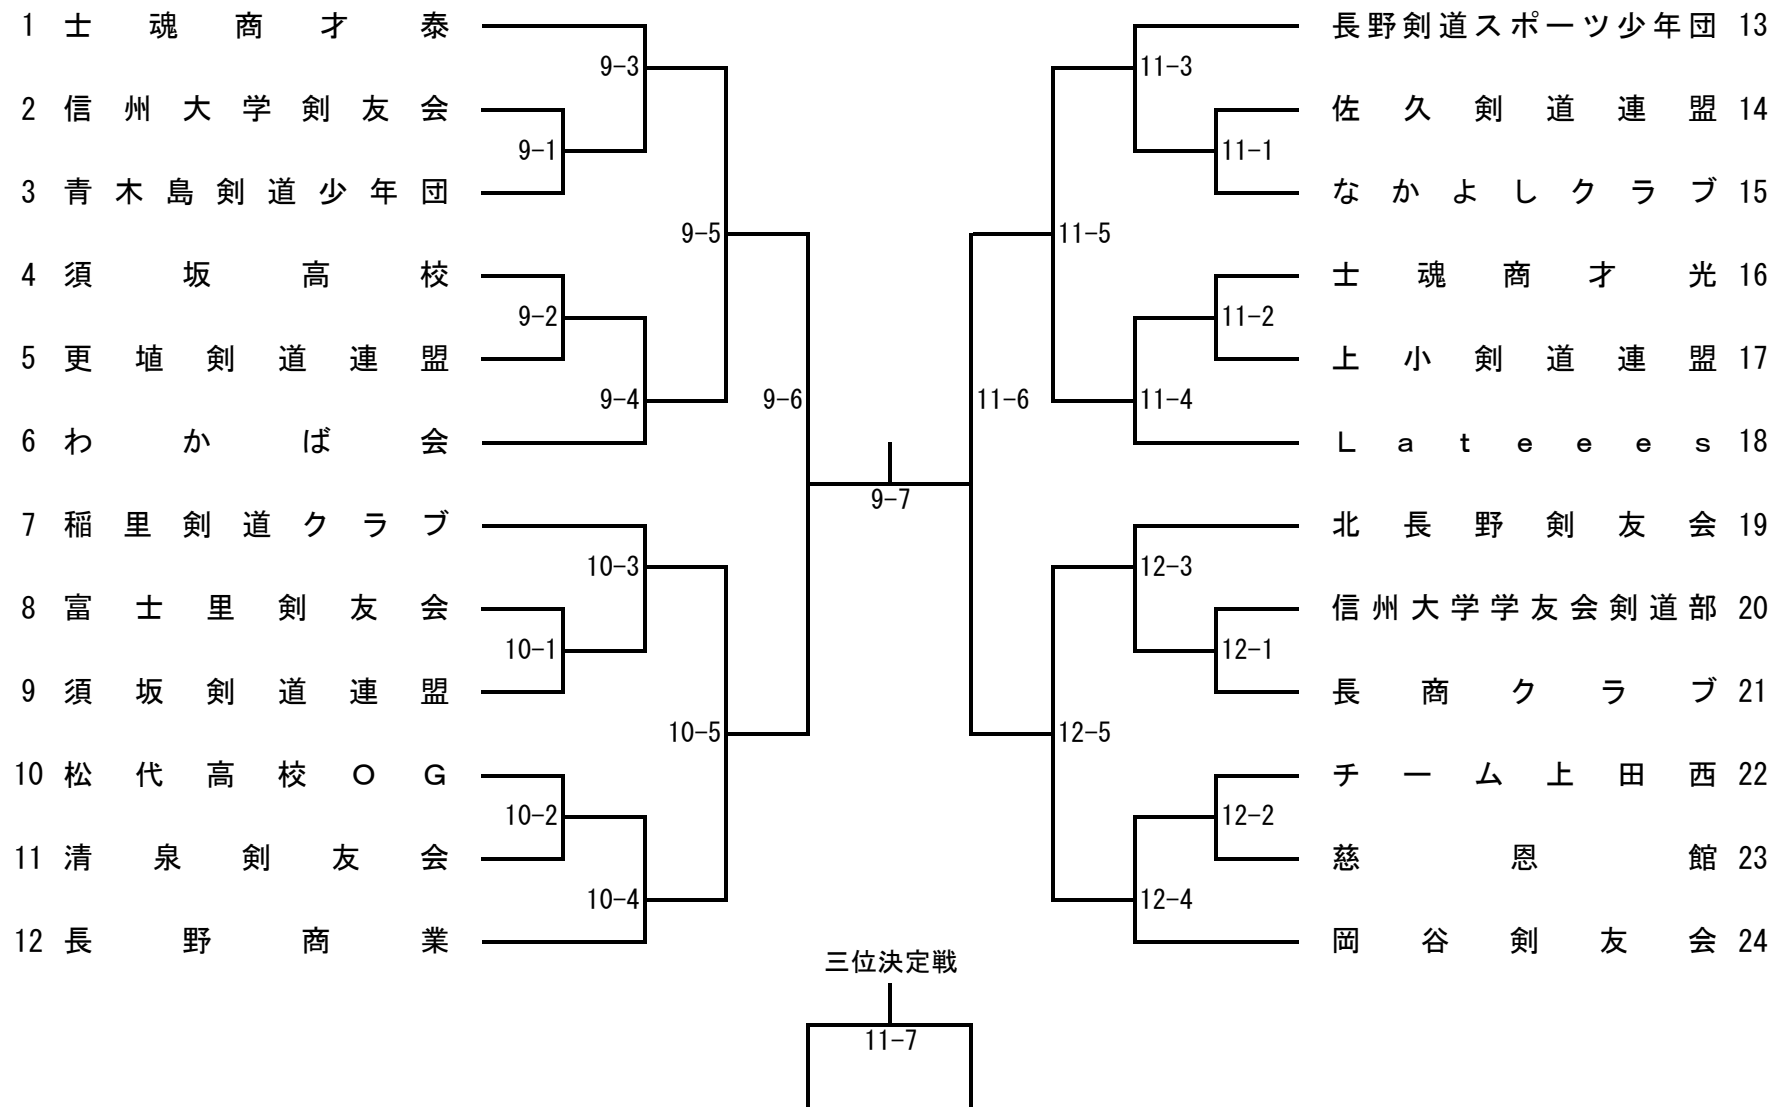 1 士魂商才泰
9-3
2 信州大学剣友会
9-1
3 青木島剣道少年団
9-5
4 須坂高校
9-2
5 更埴剣道連盟
9-4
9-6
6 わかば会
7 稲里剣道クラブ
10-3
8 富士里剣友会
10-1
9 須坂剣道連盟
10-5
10 松代高校OG
10-2
11 清泉剣友会
10-4
12 長野商業
9-7
長野剣道スポーツ少年団 13
11-3
佐久剣道連盟 14
11-1
なかよしクラブ 15
11-5
士魂商才光 16
11-2
上小剣道連盟 17
11-6
11-4
Lateees 18
北長野剣友会 19
12-3
信州大学学友会剣道部 20
12-1
長商クラブ 21
12-5
チーム上田西 22
12-2
慈恩館 23
12-4
岡谷剣友会 24
三位決定戦
11-7